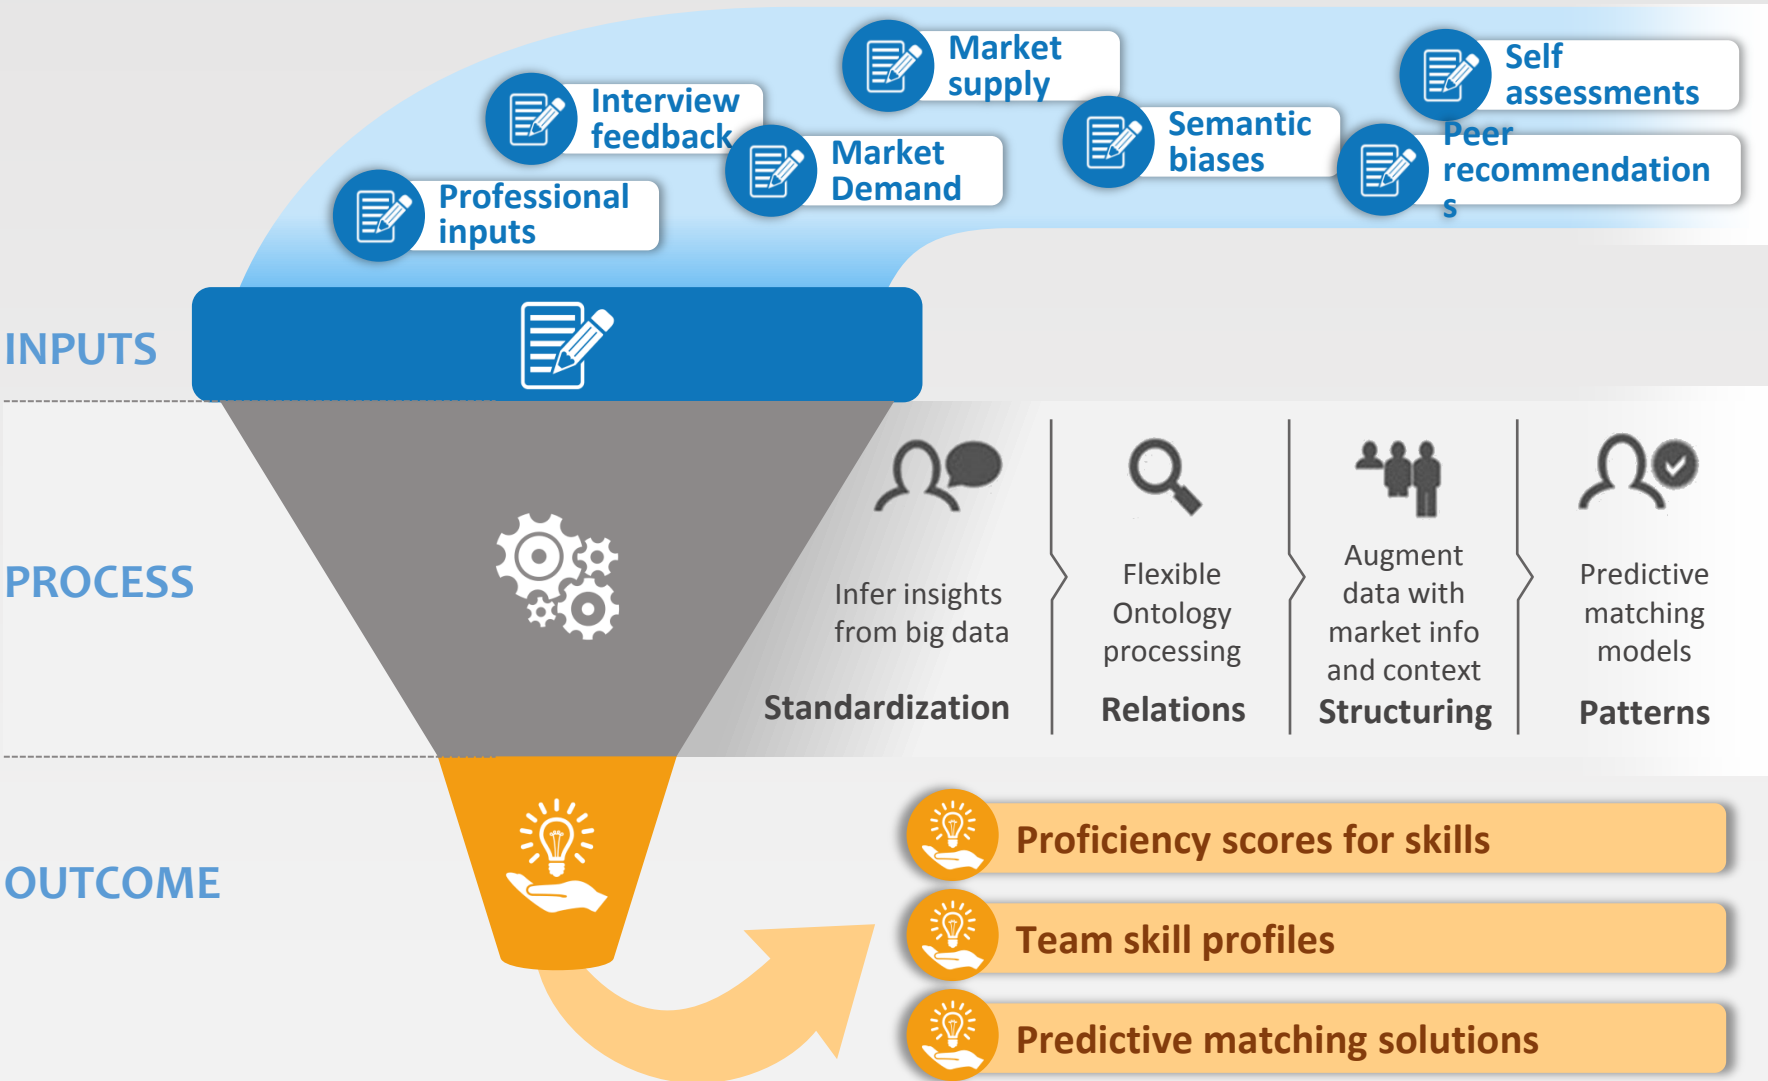 Market
supply
Self
assessments
Interview
feedback
Semantic
biases
Peer
recommendation
s
Market
Demand
Professional
inputs
INPUTS
PROCESS
Infer insights
from big data
Standardization
Flexible
Ontology
processing
Relations
Augment
data with
market info
and context
Structuring
Predictive
matching
models
Patterns
OUTCOME
Proficiency scores for skills
Team skill profiles
Predictive matching solutions